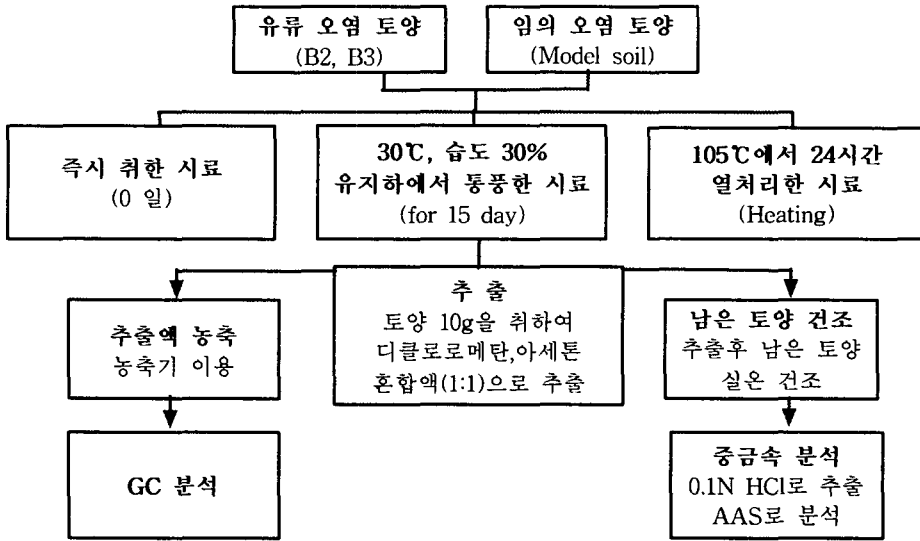 유류 오염 토양
(B2, B3)
임의 오염 토양
(Model soil)
즉시 취한 시료
(0 일)
30℃, 습도 30%
유지하에서 통풍한 시료
(for 15 day)
105℃에서 24시간
열처리한 시료
(Heating)
추출액 농축
농축기 이용
추 출
토양 10g을 취하여
디클로로메탄,아세톤
혼합액(1:1)으로 추출
남은 토양 건조
추출후 남은 토양
실온 건조
GC 분석
중금속 분석
0.1N HCl로 추출
AAS로 분석